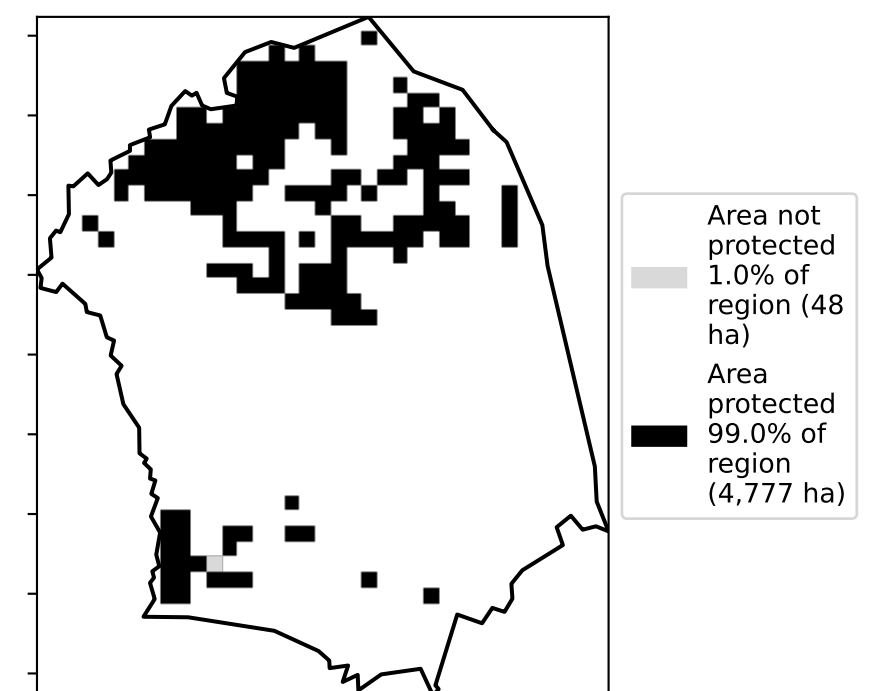 Area not
protected
1.0% of
region (48
ha)
Area
protected
99.0% of
region
(4,777 ha)